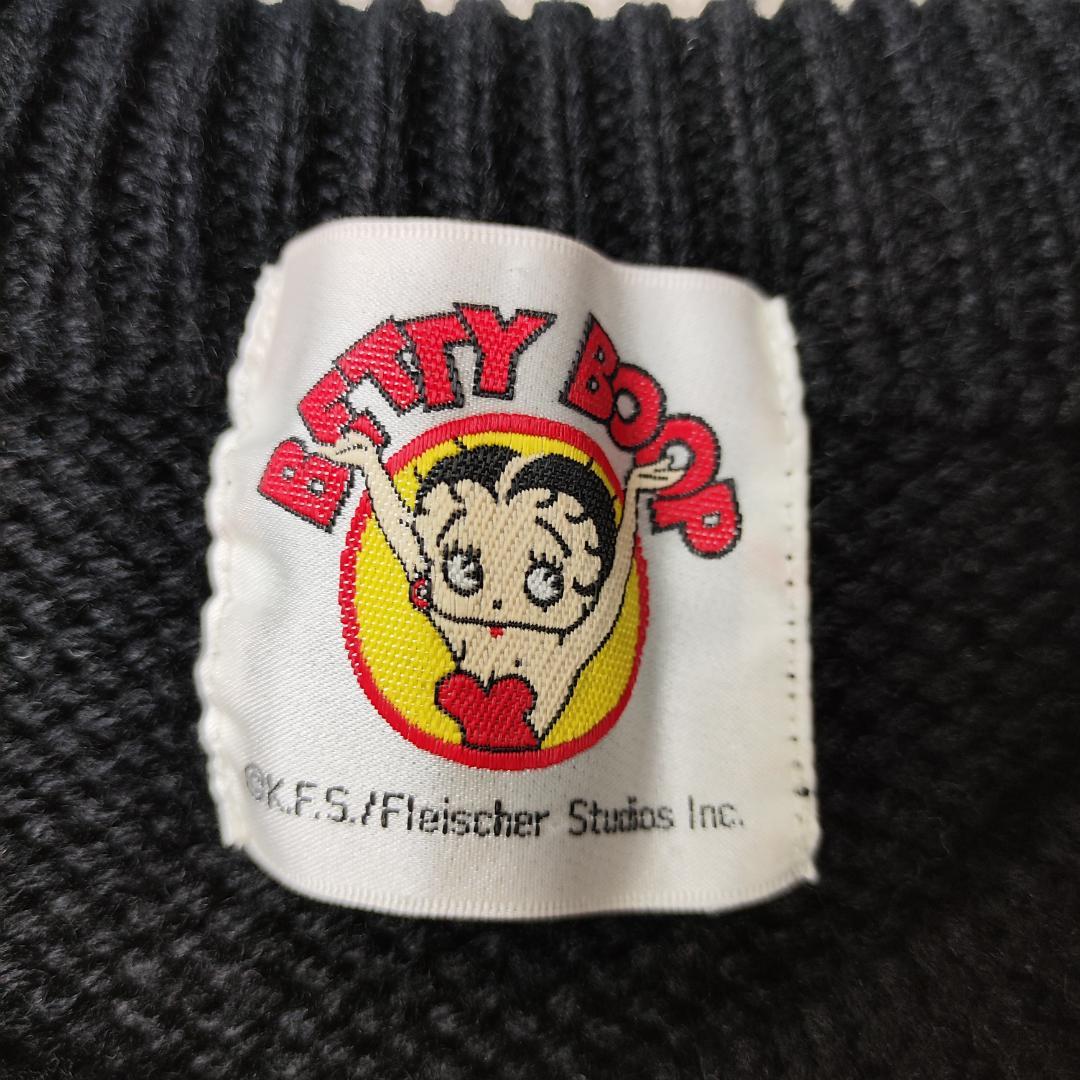 BETTY BOOP
©K.F.S./Fleischer Studios Inc.